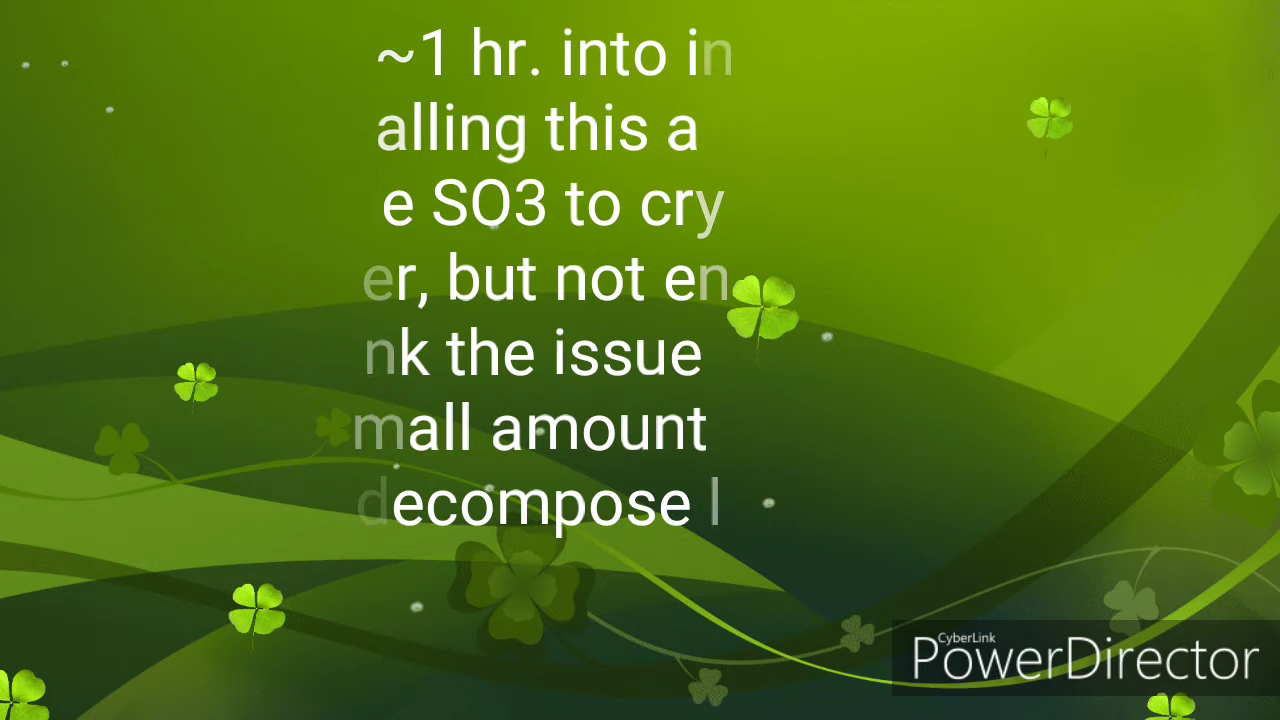 ~1 hr. into in
alling this a
e SO3 to cry
er, but not en
nk the issue
mall amount
decompose l
CyberLink
PowerDirector